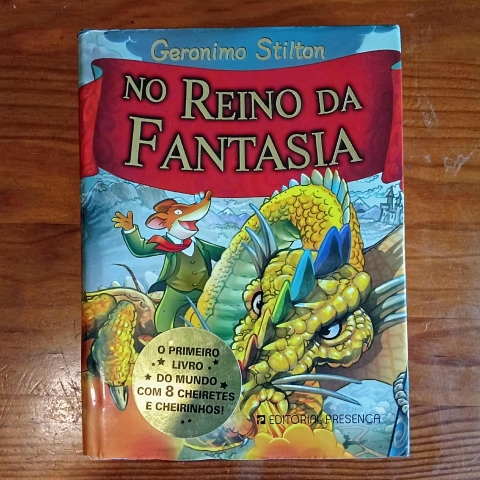 Geronimo Stilton
NO REINO DA
FANTASIA
O PRIMEIRO
LIVRO
DO MUNDO
COM 8 CHEIRETES
E CHEIRINHOS!
EDITORIAL PRESENÇA